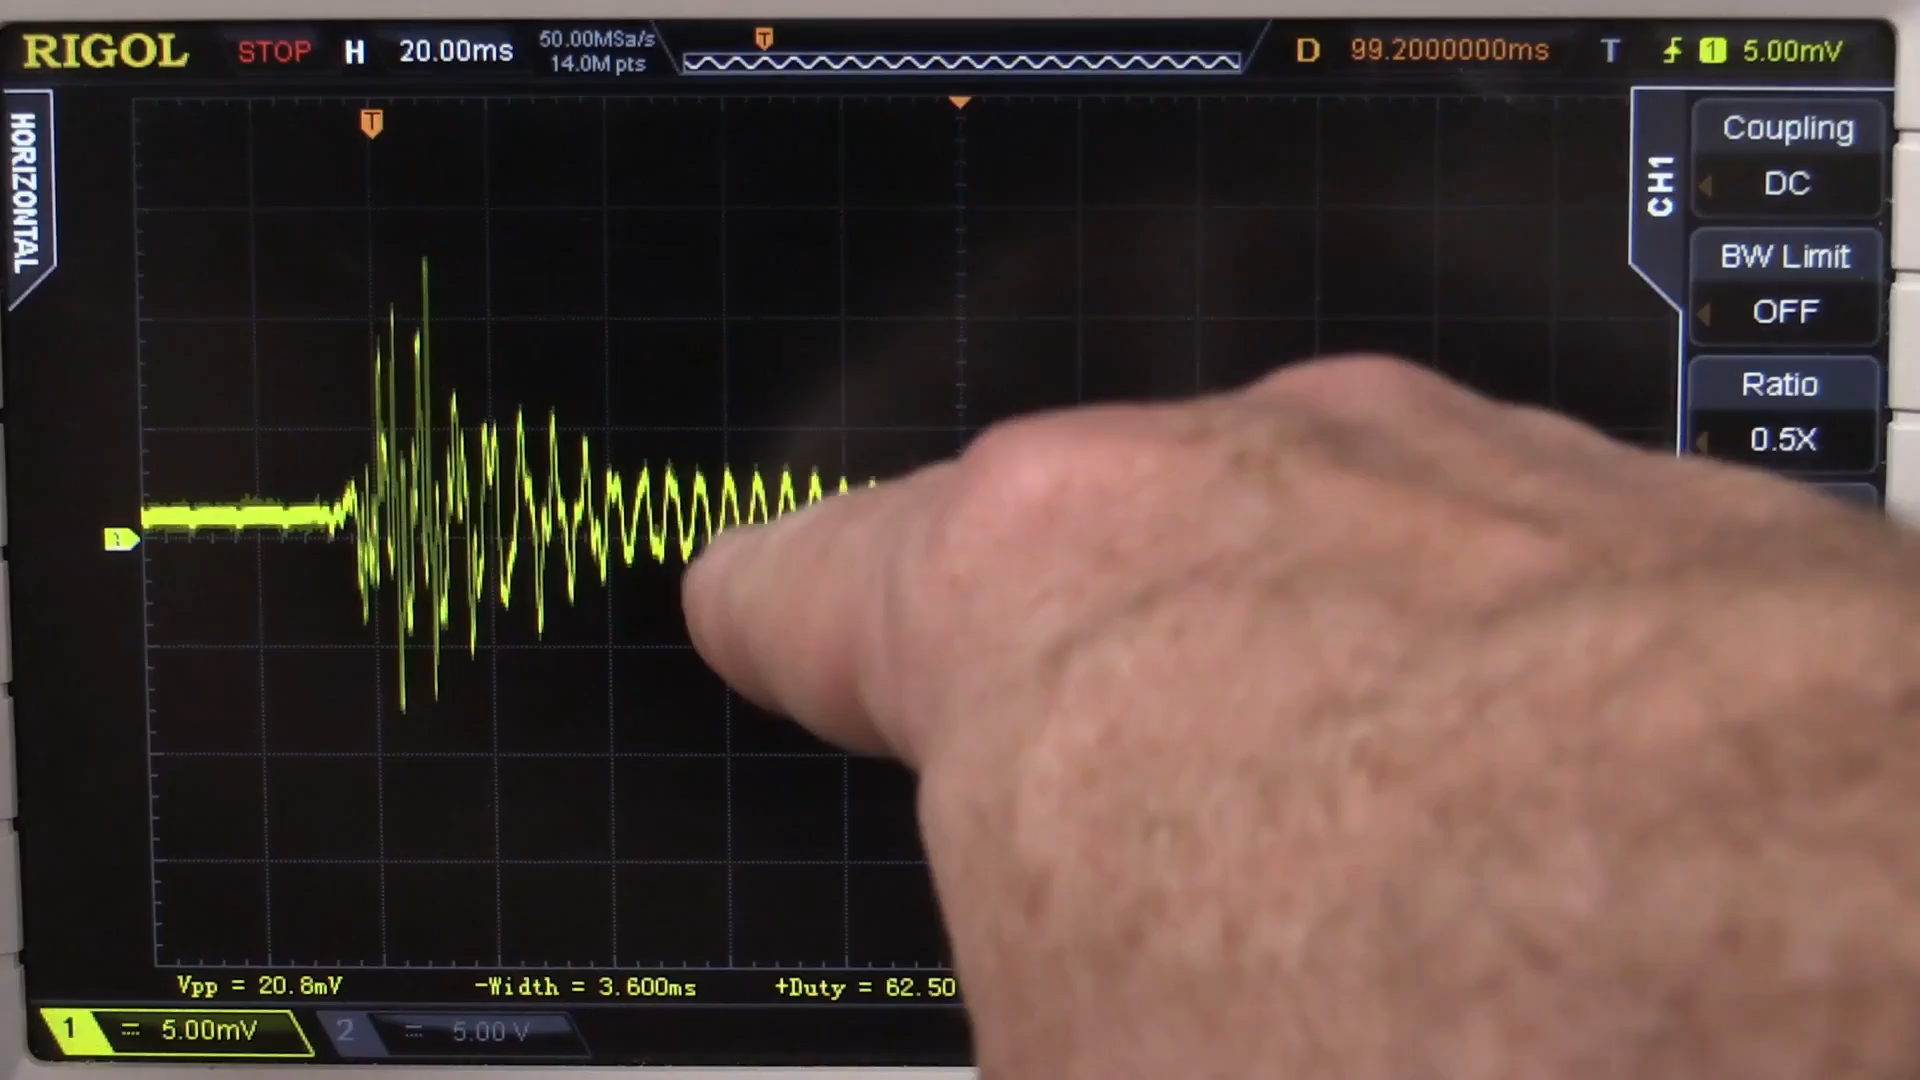 RIGOL STOP H 20.00ms 50.00MSa/s 14.0M pts T D 99.2000000ms T 1 5.00mV
HORIZONTAL
T
CH1
Coupling
DC
BW Limit
OFF
Ratio
0.5X
1
Vpp = 20.8mV -Width = 3.600ms +Duty = 62.50
1 5.00mV 2 5.00 V